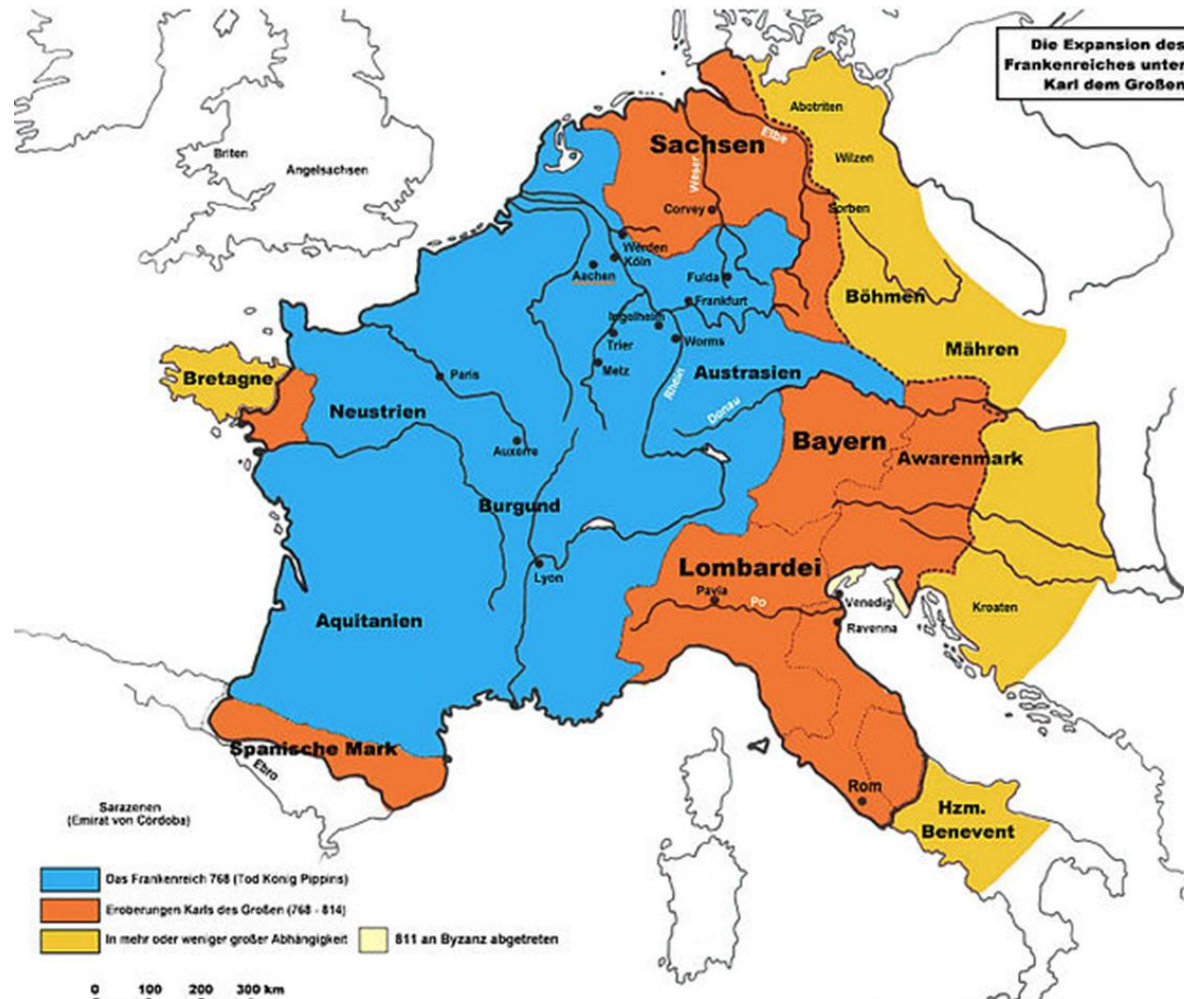 Die Expansion des
Frankenreiches unter
Karl dem Großen
Abotriten
Briten
Angelsachsen
Sachsen
Elbe
Wilzen
Weser
Corvey
Sorben
Werden
Köln
Aachen
Fulda
Frankfurt
Böhmen
Ingelheim
Trier
Worms
Mähren
Metz
Austrasien
Bretagne
Paris
Rhein
Neustrien
Donau
Auxerre
Bayern
Awarenmark
Burgund
Lyon
Lombardei
Pavia
Po
Venedig
Kroaten
Aquitanien
Ravenna
Spanische Mark
Ebro
Rom
Sarazenen
(Emirat von Córdoba)
Hzm.
Benevent
Das Frankenreich 768 (Tod Konig Pippins)
Eroberungen Karls des Großen (768 - 814)
In mehr oder weniger großer Abhängigkeit
811 an Byzanz abgetreten
0 100 200 300 km